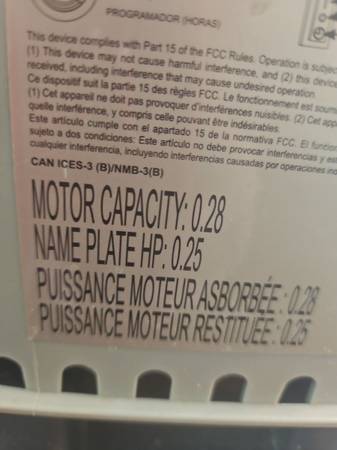 PROGRAMADOR (HORAS)
This device complies with Part 15 of the FCC Rules. Operation is subject
(1) This device may not cause harmful interference, and (2) this device
received, including interference that may cause undesired operation.
Ce dispositif suit la partie 15 des règles FCC. Le fonctionnement est soum
(1) Cet appareil ne doit pas provoquer d'interférences nuisibles. (2) Cet app
quelle interférence, y compris celle pouvant être indésirables.
Este artículo cumple con el apartado 15 de la normativa FCC. El funcion
sujeto a dos condiciones: Este artículo no debe provocar interferencias y es
cualquier interferencia, incluyendo interferencias causadas por operaciones ind
CAN ICES-3 (B)/NMB-3(B)
MOTOR CAPACITY: 0.28
NAME PLATE HP: 0.25
PUISSANCE MOTEUR ASBORBÉE : 0.28
PUISSANCE MOTEUR RESTITUÉE : 0.25